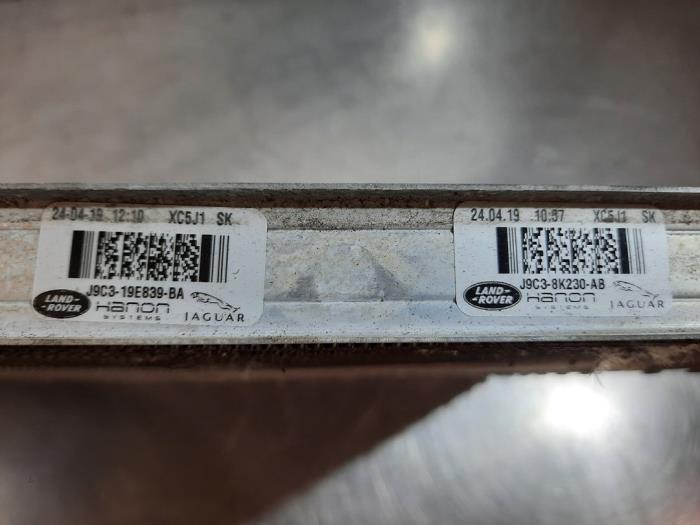 24-04-19 12:10 XC5J1 SK
J9C3-19E839-BA
LAND-
ROVER
Hanon
SYSTEMS
JAGUAR
24.04.19 10:37 XC5J1 SK
J9C3-8K230-AB
LAND-
ROVER
Hanon
SYSTEMS
JAGUAR